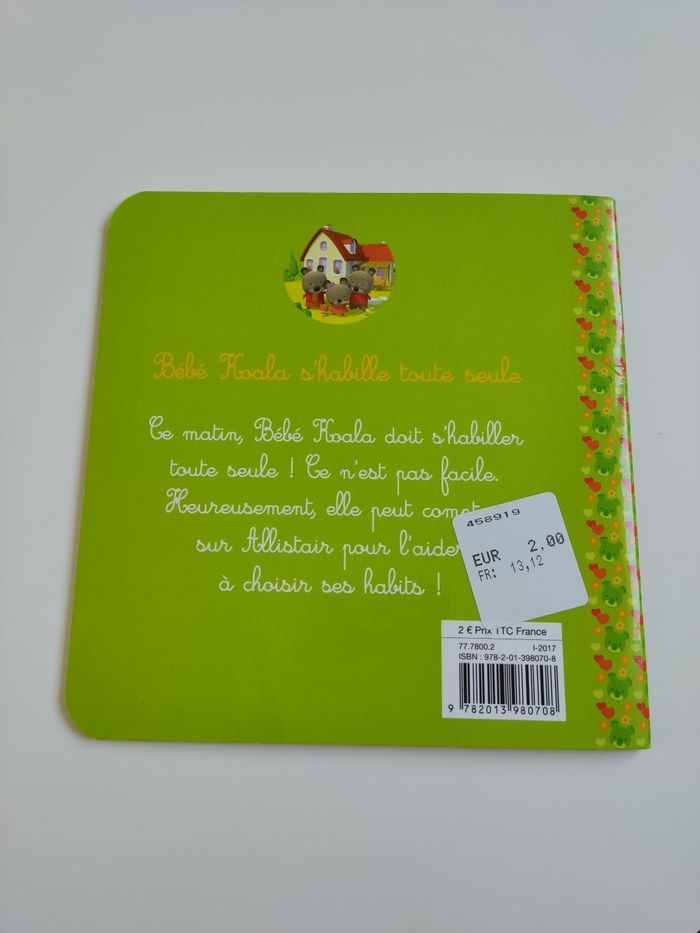 Bébé Koala s'habille toute seule
Ce matin, Bébé Koala doit s'habiller
toute seule ! Ce n'est pas facile.
Heureusement, elle peut
sur Allistair pour l'aider
à choisir ses habits !
458919
EUR 2,00
FR: 13,12
2 € Prix TTC France
77.7800.2 I-2017
ISBN : 978-2-01-398070-8
9 782013 980708